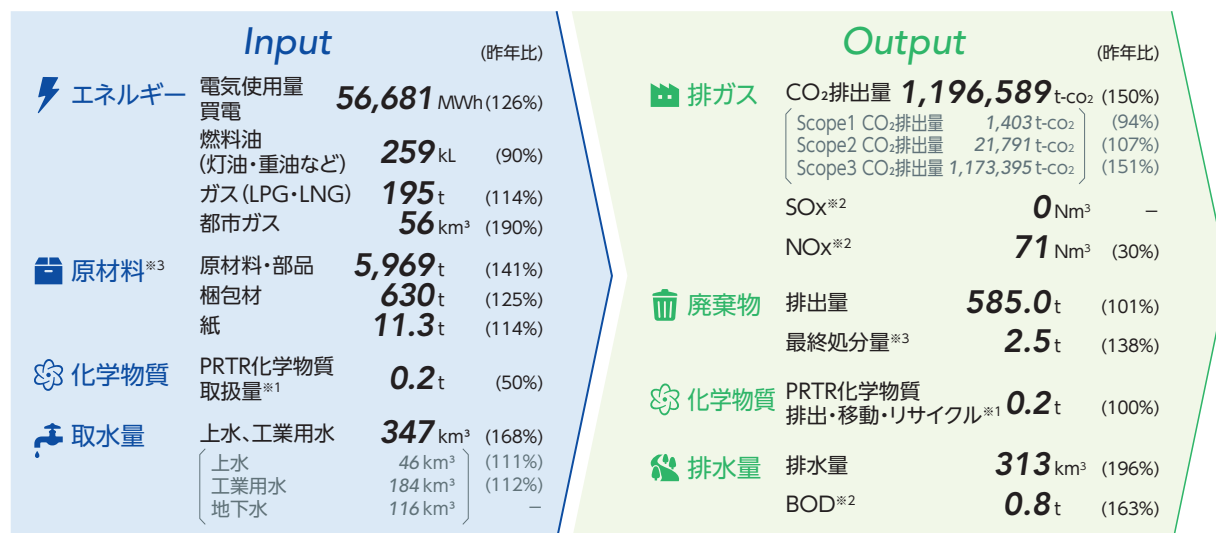 Input (昨年比)
エネルギー 電気使用量
買電 56,681 MWh (126%)
燃料油
(灯油・重油など) 259 kL (90%)
ガス(LPG・LNG) 195 t (114%)
都市ガス 56 km³ (190%)
原材料※3 原材料・部品 5,969 t (141%)
梱包材 630 t (125%)
紙 11.3 t (114%)
化学物質 PRTR化学物質
取扱量※1 0.2 t (50%)
取水量 上水、工業用水 347 km³ (168%)
上水 46 km³ (111%)
工業用水 184 km³ (112%)
地下水 116 km³ –
Output (昨年比)
排ガス CO₂排出量 1,196,589 t-co₂ (150%)
Scope1 CO₂排出量 1,403 t-co₂ (94%)
Scope2 CO₂排出量 21,791 t-co₂ (107%)
Scope3 CO₂排出量 1,173,395 t-co₂ (151%)
SOx※2 0 Nm³ –
NOx※2 71 Nm³ (30%)
廃棄物 排出量 585.0 t (101%)
最終処分量※3 2.5 t (138%)
化学物質 PRTR化学物質
排出・移動・リサイクル※1 0.2 t (100%)
排水量 排水量 313 km³ (196%)
BOD※2 0.8 t (163%)